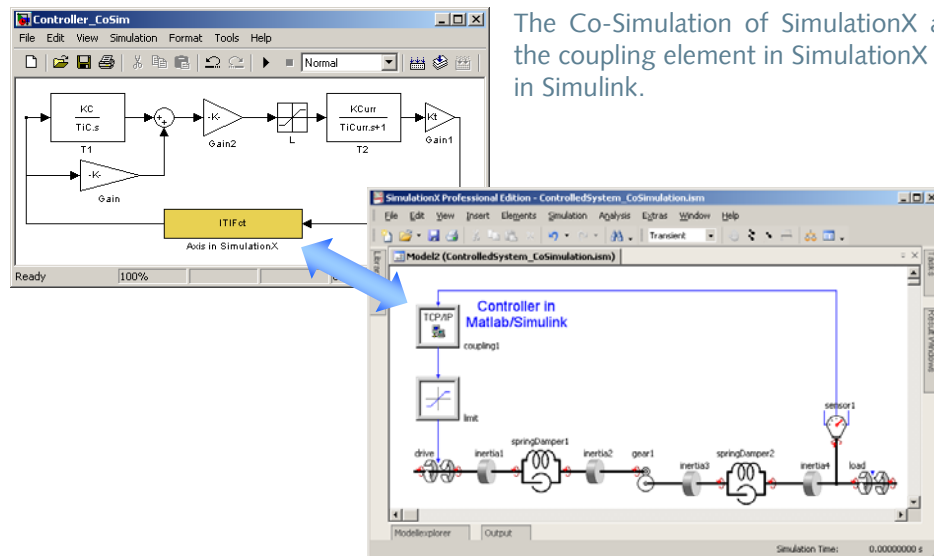 Controller_CoSim
File Edit View Simulation Format Tools Help
Normal
KC
TiC.s
T1
-K-
Gain
-K-
Gain2
L
KCurr
TiCurr.s+1
T2
Kt
Gain1
ITIFct
Axis in SimulationX
Ready 100%
The Co-Simulation of SimulationX
the coupling element in SimulationX
in Simulink.
SimulationX Professional Edition - ControlledSystem_CoSimulation.ism
File Edit View Insert Elements Simulation Analysis Extras Window Help
Transient
Model2 (ControlledSystem_CoSimulation.ism)
Tasks
Result Windows
TCP/IP
Controller in
Matlab/Simulink
coupling1
limit
sensor1
drive inertia1 springDamper1 inertia2 gear1 inertia3 springDamper2 inertia4 load
Modellexplorer Output
Simulation Time: 0.00000000 s